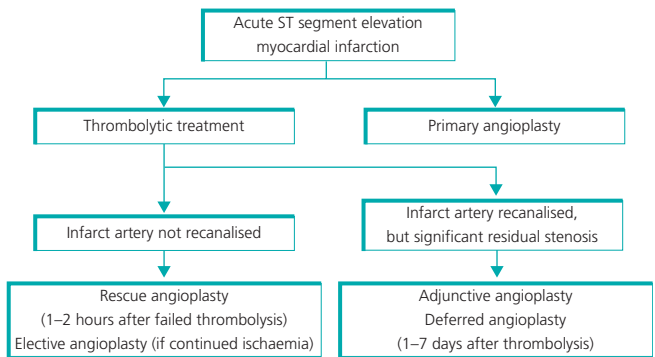 Acute ST segment elevation
myocardial infarction
Thrombolytic treatment
Primary angioplasty
Infarct artery not recanalised
Infarct artery recanalised,
but significant residual stenosis
Rescue angioplasty
(1–2 hours after failed thrombolysis)
Elective angioplasty (if continued ischaemia)
Adjunctive angioplasty
Deferred angioplasty
(1–7 days after thrombolysis)